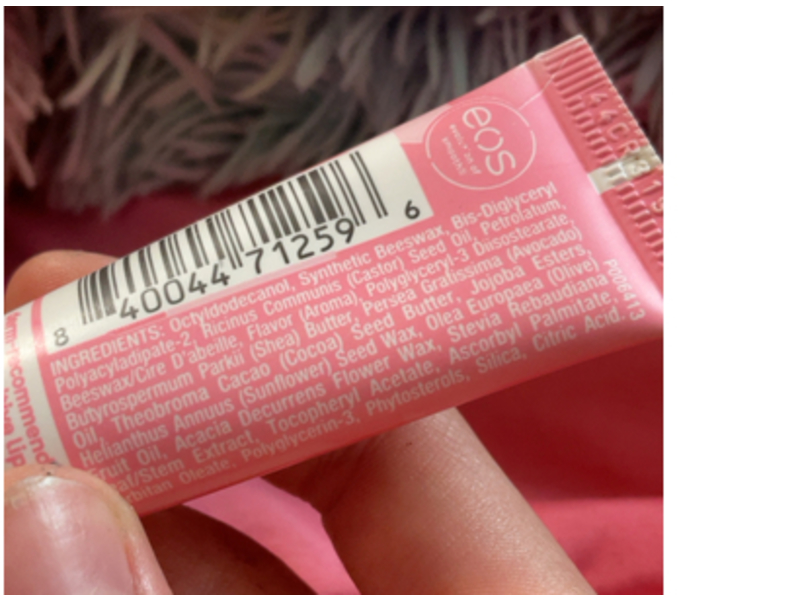 eos
8 40044 71259 6
INGREDIENTS: Octyldodecanol, Synthetic Beeswax, Bis-Diglyceryl
Polyacyladipate-2, Ricinus Communis (Castor) Seed Oil, Petrolatum,
Beeswax/Cire D'abeille, Flavor (Aroma), Polyglyceryl-3 Diisostearate,
Butyrospermum Parkii (Shea) Butter, Persea Gratissima (Avocado)
Oil, Theobroma Cacao (Cocoa) Seed Butter, Jojoba Esters,
Helianthus Annuus (Sunflower) Seed Wax, Olea Europaea (Olive)
Fruit Oil, Acacia Decurrens Flower Wax, Stevia Rebaudiana
Leaf/Stem Extract, Tocopheryl Acetate, Ascorbyl Palmitate,
Sorbitan Oleate, Polyglycerin-3, Phytosterols, Silica, Citric Acid.
P006413